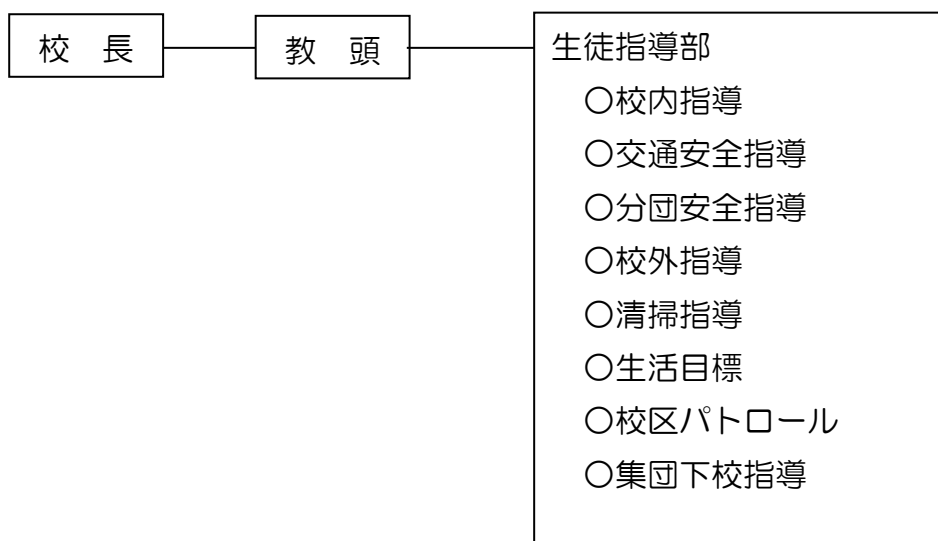 校　長
教　頭
生徒指導部
○校内指導
○交通安全指導
○分団安全指導
○校外指導
○清掃指導
○生活目標
○校区パトロール
○集団下校指導